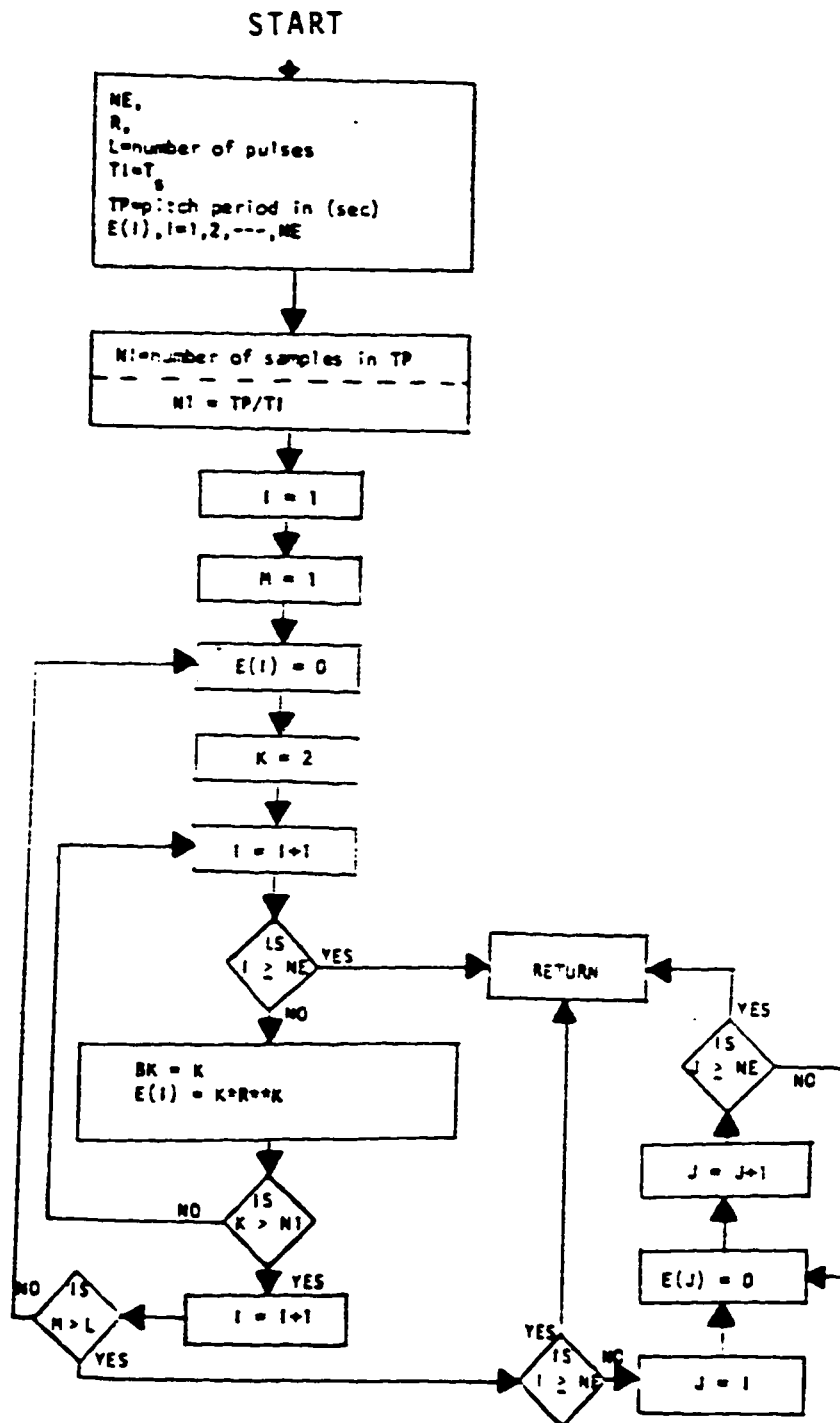 START
NE,
R,
L=number of pulses
TI=T
s
TP=pitch period in (sec)
E(I),I=1,2,---,NE
NI=number of samples in TP
NI = TP/TI
I = 1
M = 1
E(I) = 0
K = 2
I = I+1
IS
I ≥ NE
YES
NO
RETURN
BK = K
E(I) = K*R**K
IS
K > NI
NO
YES
I = I+1
IS
M > L
NO
YES
IS
I ≥ NE
YES
NO
J = I
E(J) = 0
J = J+1
IS
J ≥ NE
YES
NO